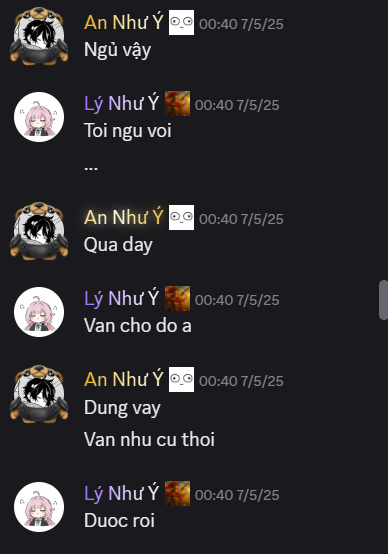 An Như Ý 00:40 7/5/25
Ngủ vậy
Lý Như Ý 00:40 7/5/25
Toi ngu voi
...
An Như Ý 00:40 7/5/25
Qua day
Lý Như Ý 00:40 7/5/25
Van cho do a
An Như Ý 00:40 7/5/25
Dung vay
Van nhu cu thoi
Lý Như Ý 00:40 7/5/25
Duoc roi